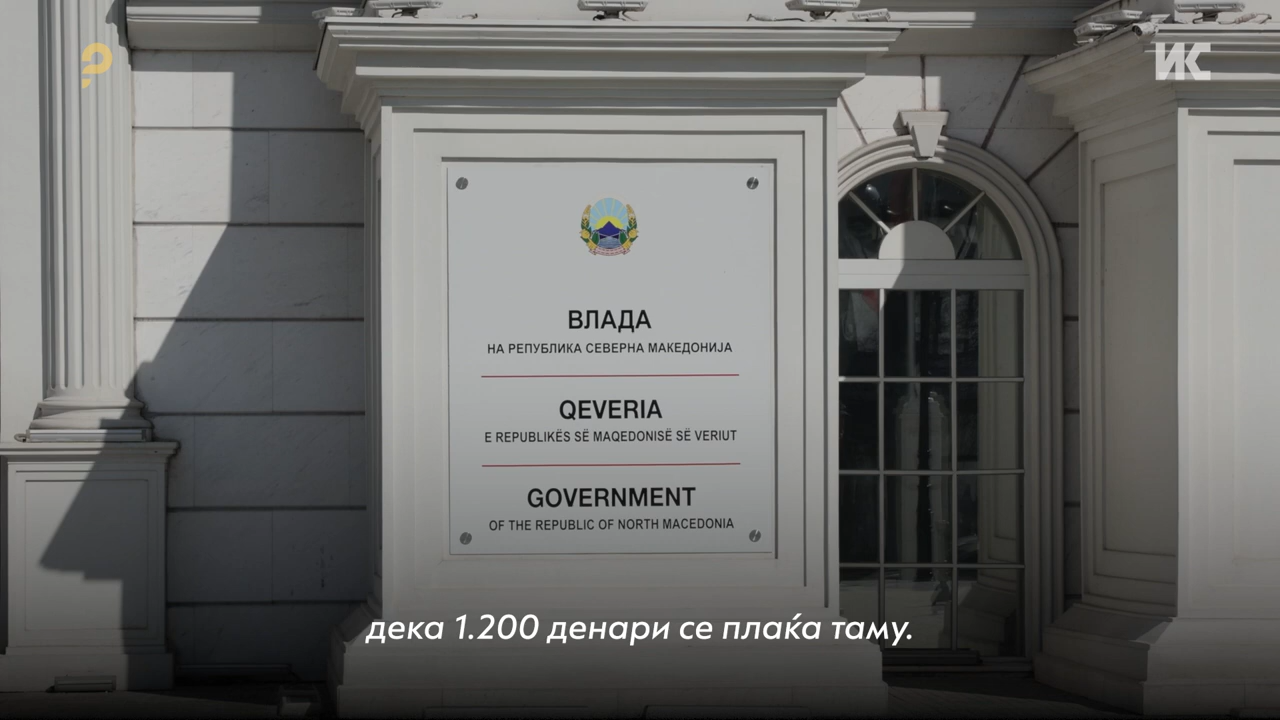 ИС
ВЛАДА
НА РЕПУБЛИКА СЕВЕРНА МАКЕДОНИЈА
QEVERIA
E REPUBLIKËS SË MAQEDONISË SË VERIUT
GOVERNMENT
OF THE REPUBLIC OF NORTH MACEDONIA
дека 1.200 денари се плаќа таму.